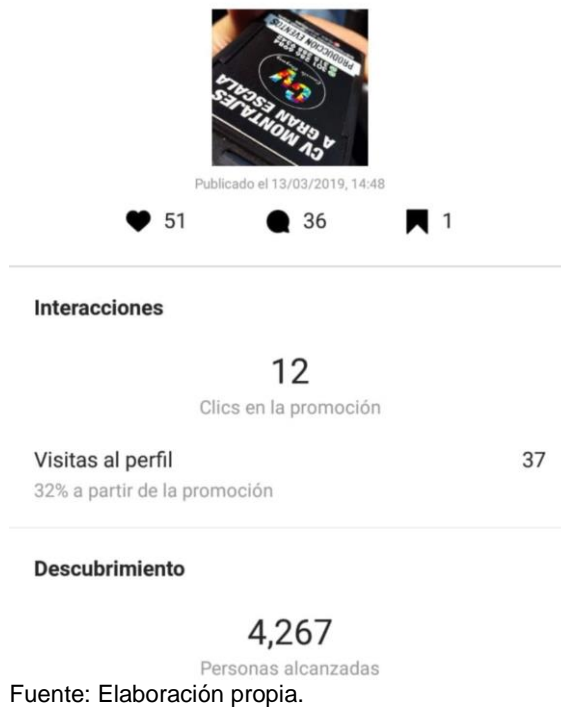 PRODUCCIÓN EVENTOS
CV MONTAJES
A GRAN ESCALA
Publicado el 13/03/2019, 14:48
51 36 1
Interacciones
12
Clics en la promoción
Visitas al perfil 37
32% a partir de la promoción
Descubrimiento
4,267
Personas alcanzadas
Fuente: Elaboración propia.